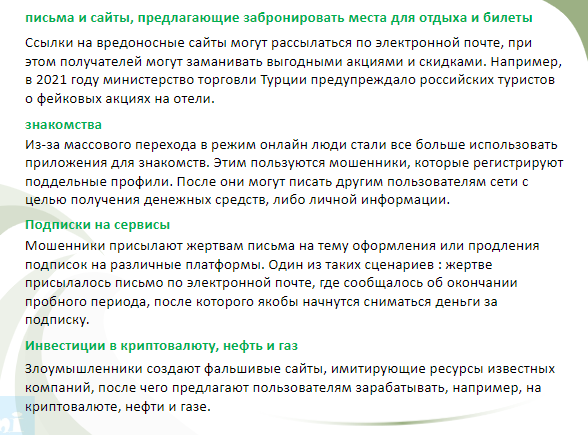 письма и сайты, предлагающие забронировать места для отдыха и билеты
Ссылки на вредоносные сайты могут рассылаться по электронной почте, при
этом получателей могут заманивать выгодными акциями и скидками. Например,
в 2021 году министерство торговли Турции предупреждало российских туристов
о фейковых акциях на отели.
знакомства
Из-за массового перехода в режим онлайн люди стали все больше использовать
приложения для знакомств. Этим пользуются мошенники, которые регистрируют
поддельные профили. После они могут писать другим пользователям сети с
целью получения денежных средств, либо личной информации.
Подписки на сервисы
Мошенники присылают жертвам письма на тему оформления или продления
подписок на различные платформы. Один из таких сценариев : жертве
присылалось письмо по электронной почте, где сообщалось об окончании
пробного периода, после которого якобы начнутся сниматься деньги за
подписку.
Инвестиции в криптовалюту, нефть и газ
Злоумышленники создают фальшивые сайты, имитирующие ресурсы известных
компаний, после чего предлагают пользователям зарабатывать, например, на
криптовалюте, нефти и газе.